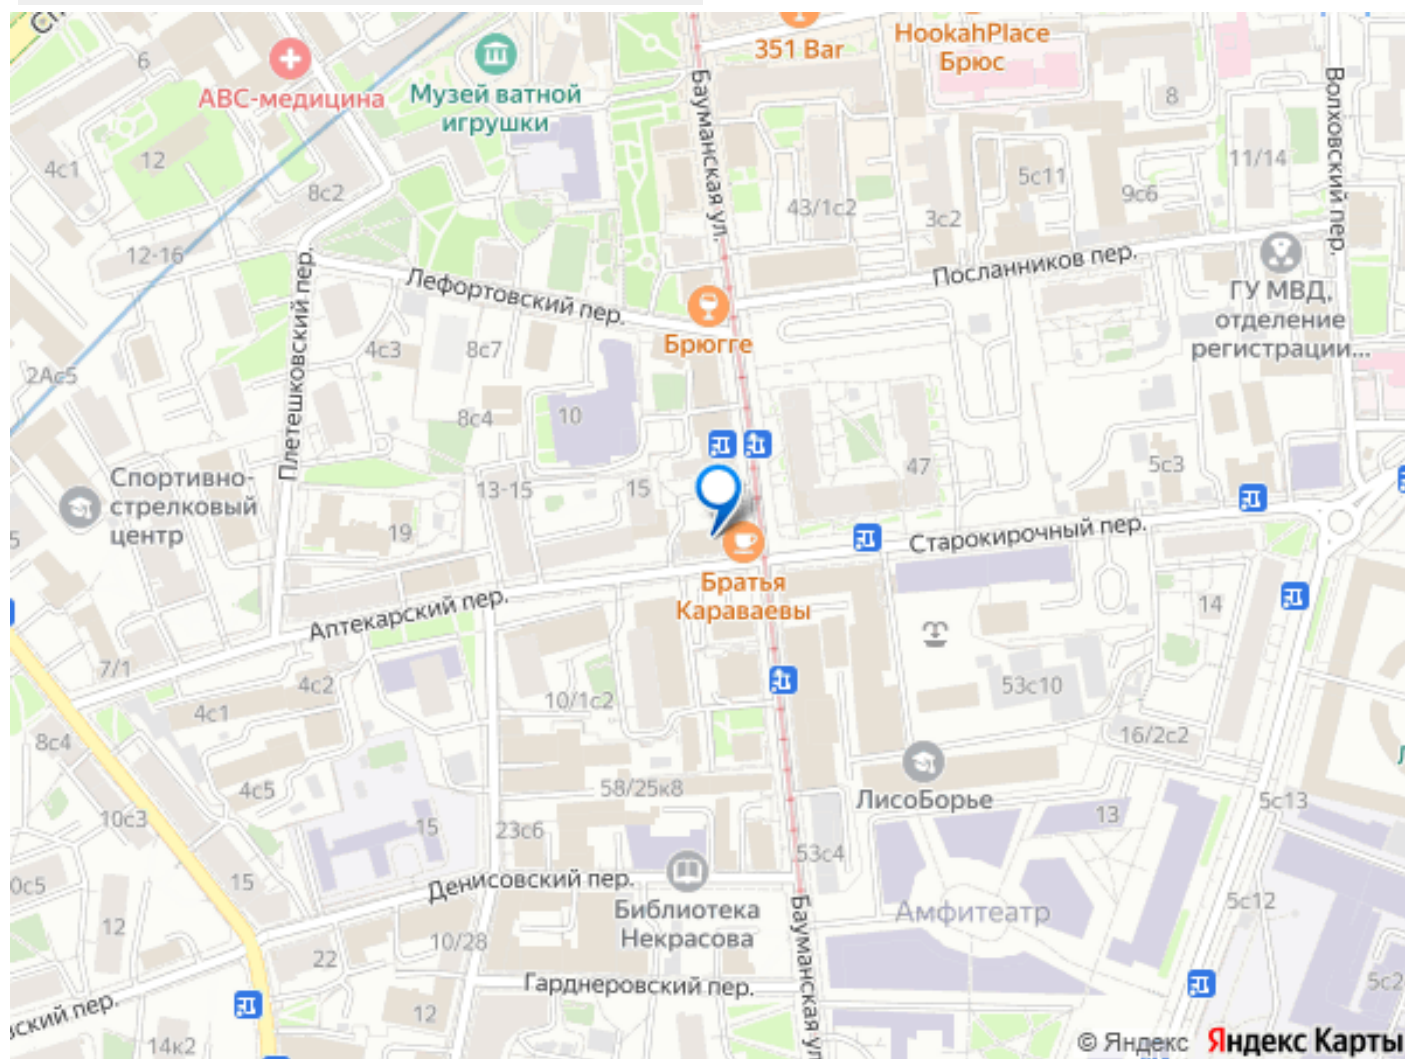 Сп
6
АВС-медицина
Музей ватной
игрушки
351 Bar
HookahPlace
Брюс
Бауманская ул.
Волховский пер.
8
4с1
12
8с2
43/1с2
3с2
5с11
9с6
11/14
12-16
Плетешковский пер.
Лефортовский пер.
Посланников пер.
ГУ МВД,
отделение
регистрации...
Брюгге
4с3
8с7
2Ас5
8с4
10
47
5с3
Спортивно-
стрелковый
центр
5
13-15
15
19
Старокирочный пер.
Братья
Караваевы
Аптекарский пер.
14
7/1
4с2
4с1
10/1с2
53с10
8с4
16/2с2
4с5
58/25к8
ЛисоБорье
5с13
10с3
15
23с6
13
53с4
0с5
15
Денисовский пер.
Библиотека
Некрасова
Бауманская ул
Амфитеатр
5с12
12
22
10/28
Гарднеровский пер.
5с2
вский пер.
12
14к2
© Яндекс Яндекс Карты